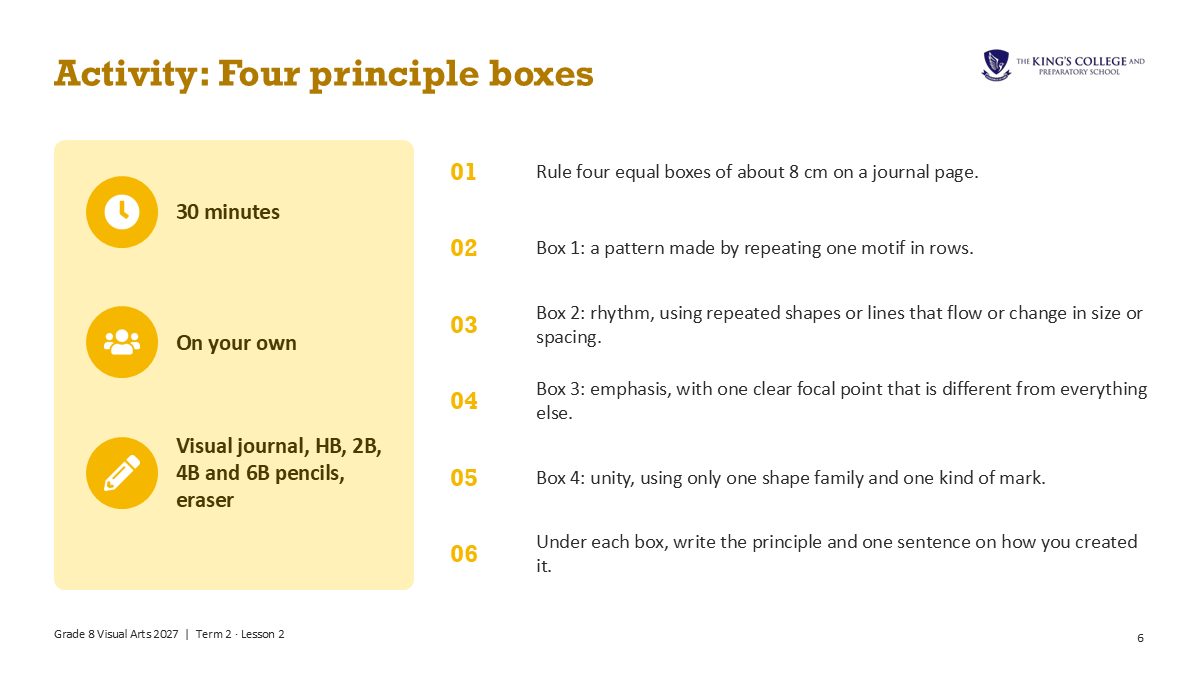 Activity: Four principle boxes
THE KING'S COLLEGE AND
PREPARATORY SCHOOL
30 minutes
On your own
Visual journal, HB, 2B,
4B and 6B pencils,
eraser
01
Rule four equal boxes of about 8 cm on a journal page.
02
Box 1: a pattern made by repeating one motif in rows.
03
Box 2: rhythm, using repeated shapes or lines that flow or change in size or
spacing.
04
Box 3: emphasis, with one clear focal point that is different from everything
else.
05
Box 4: unity, using only one shape family and one kind of mark.
06
Under each box, write the principle and one sentence on how you created
it.
Grade 8 Visual Arts 2027 | Term 2 · Lesson 2
6